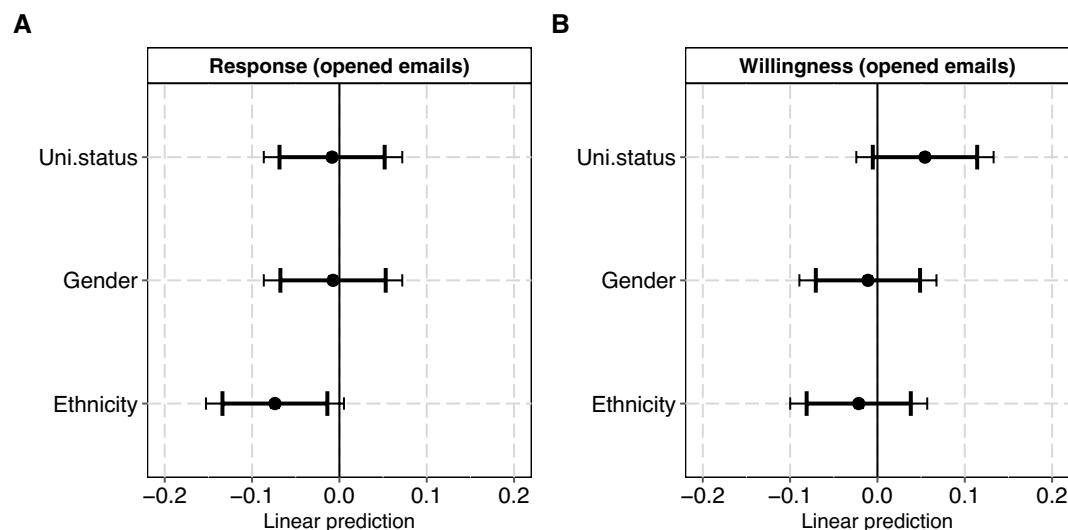 A
Response (opened emails)
Uni.status
Gender
Ethnicity
−0.2 −0.1 0.0 0.1 0.2
Linear prediction
B
Willingness (opened emails)
Uni.status
Gender
Ethnicity
−0.2 −0.1 0.0 0.1 0.2
Linear prediction